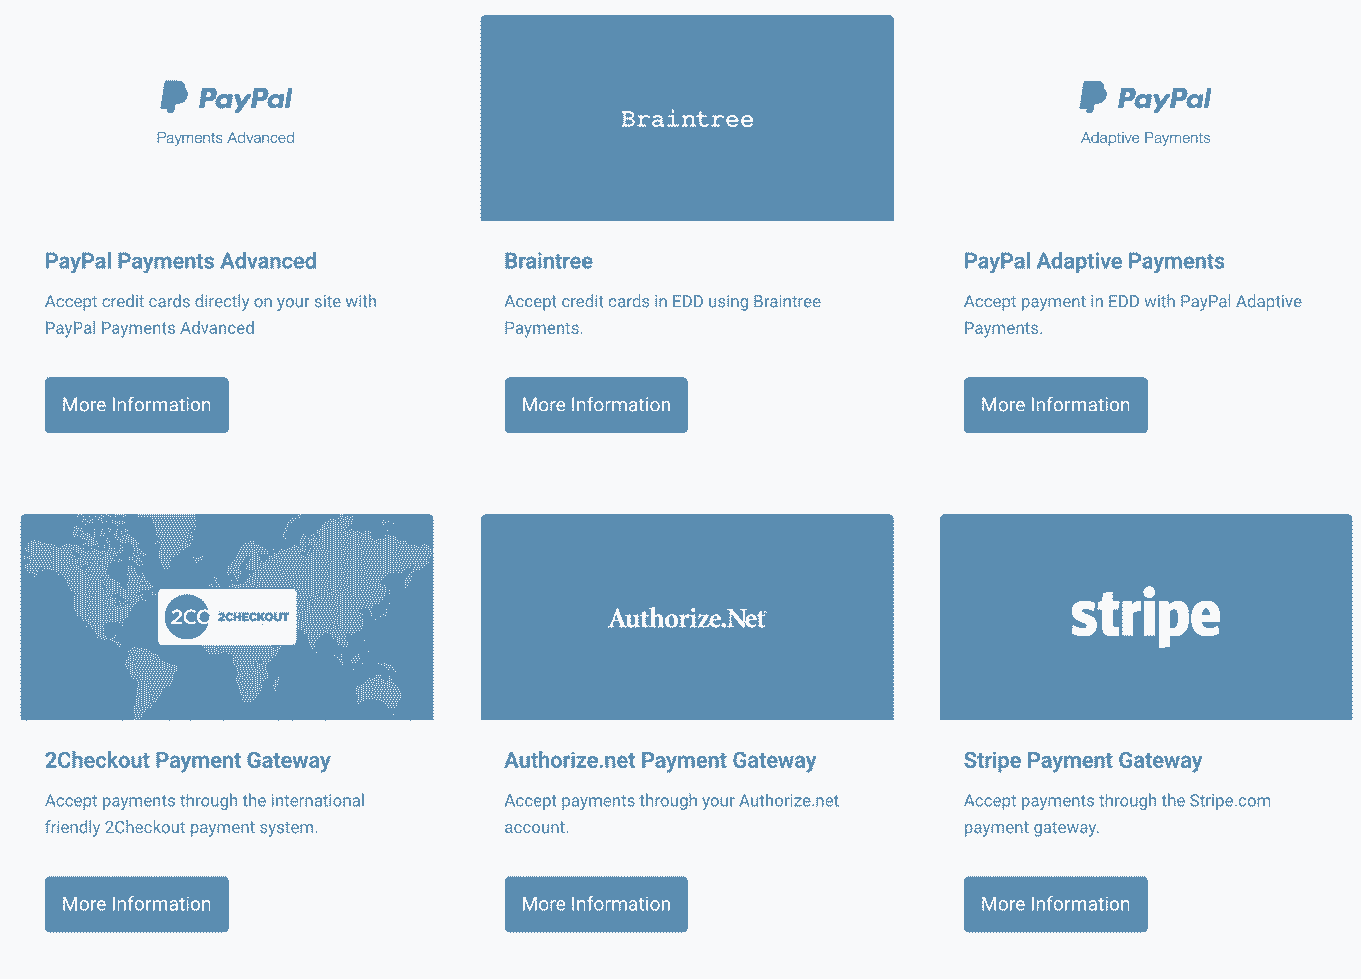 PayPal
Payments Advanced
Braintree
PayPal
Adaptive Payments
PayPal Payments Advanced
Accept credit cards directly on your site with
PayPal Payments Advanced
More Information
Braintree
Accept credit cards in EDD using Braintree
Payments.
More Information
PayPal Adaptive Payments
Accept payment in EDD with PayPal Adaptive
Payments.
More Information
2CO 2CHECKOUT
Authorize.Net
stripe
2Checkout Payment Gateway
Accept payments through the international
friendly 2Checkout payment system.
More Information
Authorize.net Payment Gateway
Accept payments through your Authorize.net
account.
More Information
Stripe Payment Gateway
Accept payments through the Stripe.com
payment gateway.
More Information